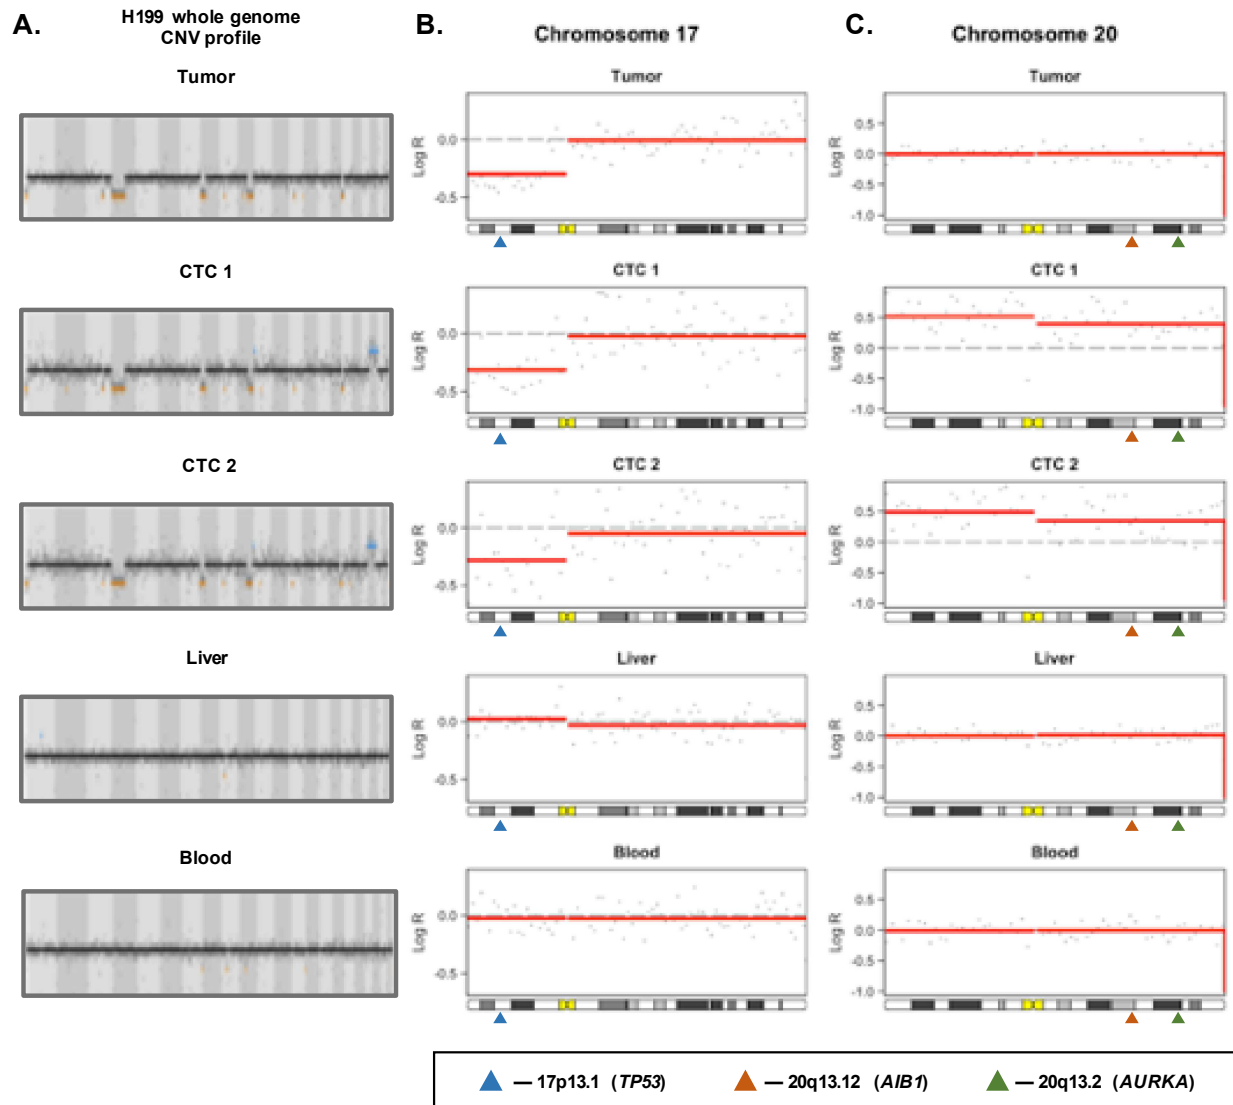 A.
H199 whole genome
CNV profile
B.
Chromosome 17
C.
Chromosome 20
Tumor
Tumor
Tumor
Log R
0.0
-0.5
Log R
0.5
0.0
-0.5
-1.0
CTC 1
CTC 1
CTC 1
Log R
0.0
-0.5
Log R
0.5
0.0
-0.5
-1.0
CTC 2
CTC 2
CTC 2
Log R
0.0
-0.5
Log R
0.5
0.0
-0.5
-1.0
Liver
Liver
Liver
Log R
0.0
-0.5
Log R
0.5
0.0
-0.5
-1.0
Blood
Blood
Blood
Log R
0.0
-0.5
Log R
0.5
0.0
-0.5
-1.0
— 17p13.1 (TP53)
— 20q13.12 (AIB1)
— 20q13.2 (AURKA)